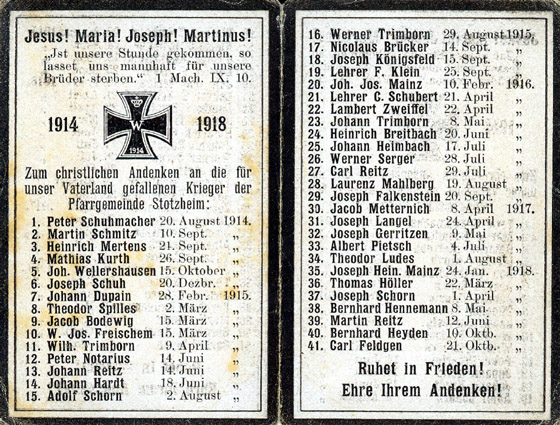 Jesus! Maria! Joseph! Martinus!
"Jst unsere Stunde gekommen, so
lasset uns mannhaft für unsere
Brüder sterben." 1 Mach. IX, 10.
1914 W 1918
1914
Zum christlichen Andenken an die für
unser Vaterland gefallenen Krieger der
Pfarrgemeinde Stotzheim:
1. Peter Schuhmacher 20. August 1914.
2. Martin Schmitz 10. Sept. „
3. Heinrich Mertens 21. Sept. „
4. Mathias Kurth 26. Sept. „
5. Joh. Wellershausen 15. Oktober „
6. Joseph Schuh 20. Dezbr. „
7. Johann Dupain 28. Febr. 1915.
8. Theodor Spilles 2. März „
9. Jacob Bodewig 15. März „
10. W. Jos. Freischem 15. März „
11. Wilh. Trimborn 9. April „
12. Peter Notarius 14. Juni „
13. Johann Reitz 14. Juni „
14. Johann Hardt 18. Juni „
15. Adolf Schorn 2. August „
16. Werner Trimborn 29. August 1915.
17. Nicolaus Brücker 14. Sept. „
18. Joseph Königsfeld 15. Sept. „
19. Lehrer F. Klein 25. Sept. „
20. Joh. Jos. Mainz 10. Febr. 1916.
21. Lehrer C. Schubert 21. April „
22. Lambert Zweiffel 22. April „
23. Johann Trimborn 8. Mai „
24. Heinrich Breitbach 20. Juni „
25. Johann Heimbach 17. Juli „
26. Werner Serger 28. Juli „
27. Carl Reitz 29. Juli „
28. Laurenz Mahlberg 19. August „
29. Joseph Falkenstein 20. Sept. „
30. Jacob Metternich 8. April 1917.
31. Joseph Langel 24. April „
32. Joseph Gerritzen 9. Mai „
33. Albert Pietsch 4. Juli „
34. Theodor Ludes 1. August „
35. Joseph Hein. Mainz 24. Jan. 1918.
36. Thomas Höller 22. März „
37. Joseph Schorn 1. April „
38. Bernhard Hennemann 8. Mai „
39. Martin Reitz 12. Juni „
40. Bernhard Heyden 10. Oktb. „
41. Carl Feldgen 21. Oktb. „
Ruhet in Frieden!
Ehre Ihrem Andenken!